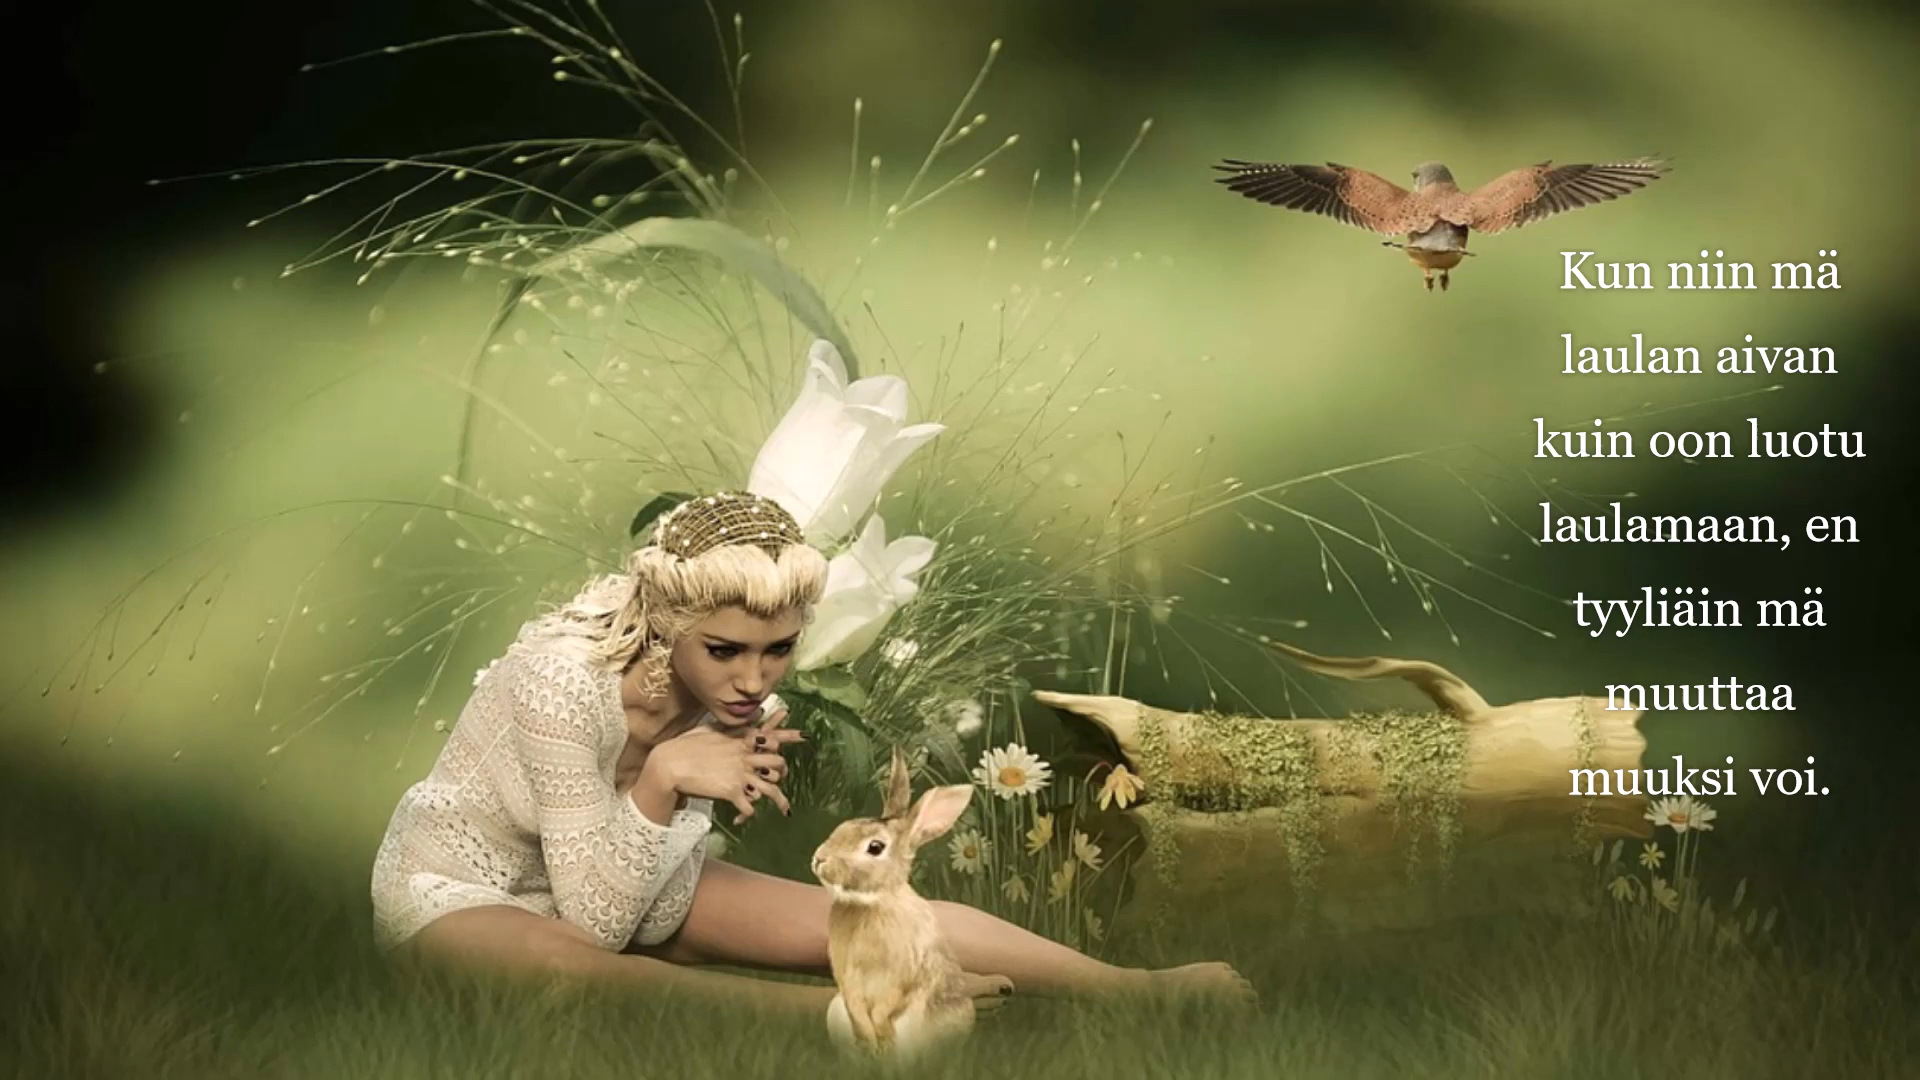 Kun niin mä
laulan aivan
kuin oon luotu
laulamaan, en
tyyliäin mä
muuttaa
muuksi voi.